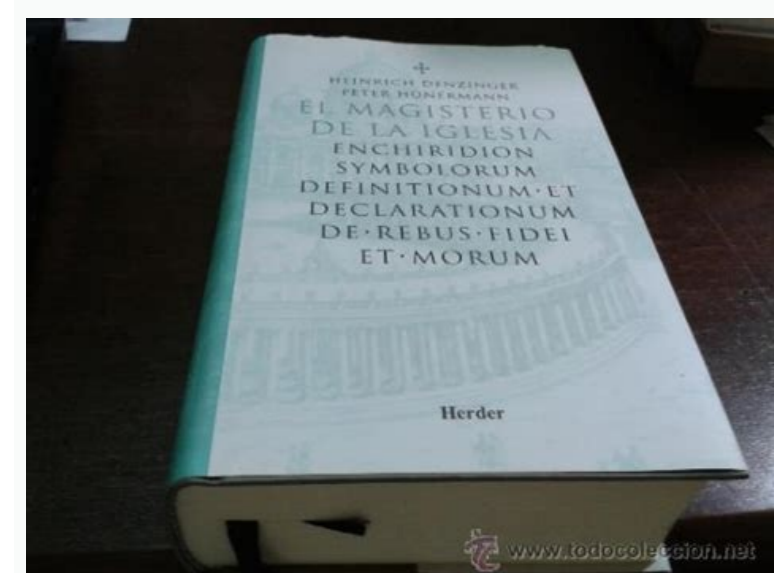 HEINRICH DENZINGER
PETER HÜNERMANN
EL MAGISTERIO
DE LA IGLESIA
ENCHIRIDION
SYMBOLORUM
DEFINITIONUM·ET
DECLARATIONUM
DE·REBUS·FIDEI
ET·MORUM
Herder
www.todocoleccion.net